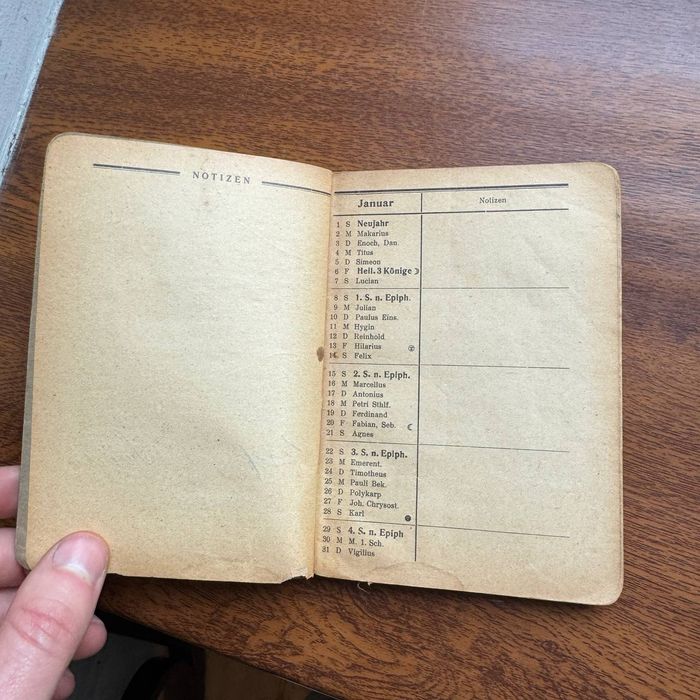 NOTIZEN
Januar
Notizen
1 S Neujahr
2 M Makarius
3 D Enoch, Dan.
4 M Titus
5 D Simeon
6 F Heil. 3 Könige ☽
7 S Lucian
8 S 1. S. n. Epiph.
9 M Julian
10 D Paulus Eins.
11 M Hygin
12 D Reinhold
13 F Hilarius
14 S Felix
15 S 2. S. n. Epiph.
16 M Marcellus
17 D Antonius
18 M Petri Sthlf.
19 D Ferdinand
20 F Fabian, Seb. ☾
21 S Agnes
22 S 3. S. n. Epiph.
23 M Emerent.
24 D Timotheus
25 M Pauli Bek.
26 D Polykarp
27 F Joh. Chrysost.
28 S Karl
29 S 4. S. n. Epiph
30 M M. 1. Sch.
31 D Vigilius